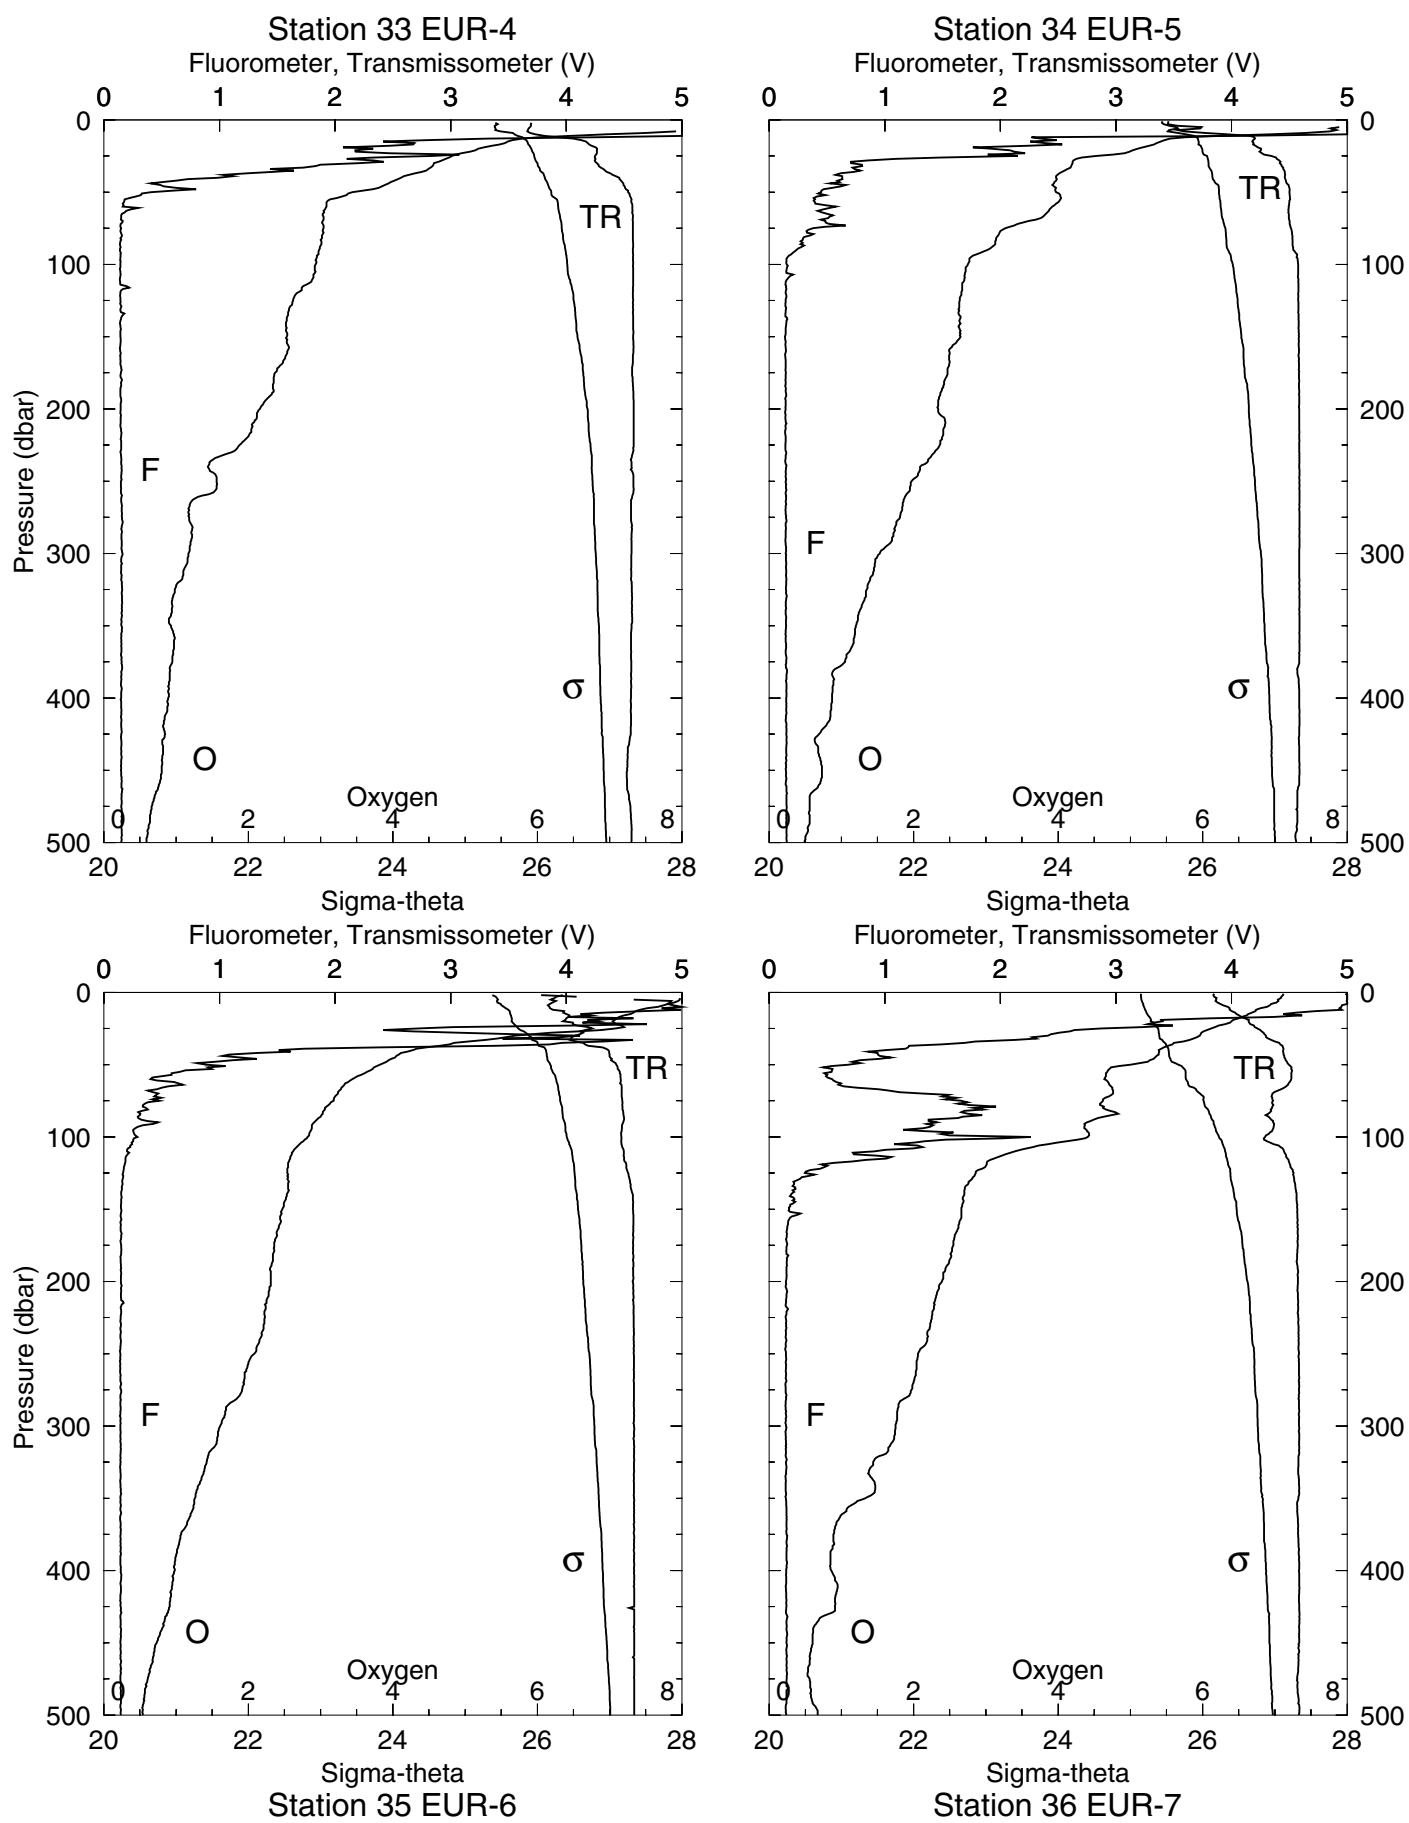 Station 33 EUR-4
Fluorometer, Transmissometer (V)
0 1 2 3 4 5
0
100
200
300
400
500
Pressure (dbar)
TR
F
σ
O
Oxygen
0 2 4 6 8
20 22 24 26 28
Sigma-theta
Station 34 EUR-5
Fluorometer, Transmissometer (V)
0 1 2 3 4 5
0
100
200
300
400
500
TR
F
σ
O
Oxygen
0 2 4 6 8
20 22 24 26 28
Sigma-theta
Fluorometer, Transmissometer (V)
0 1 2 3 4 5
0
100
200
300
400
500
Pressure (dbar)
TR
F
σ
O
Oxygen
0 2 4 6 8
20 22 24 26 28
Sigma-theta
Station 35 EUR-6
Fluorometer, Transmissometer (V)
0 1 2 3 4 5
0
100
200
300
400
500
TR
F
σ
O
Oxygen
0 2 4 6 8
20 22 24 26 28
Sigma-theta
Station 36 EUR-7